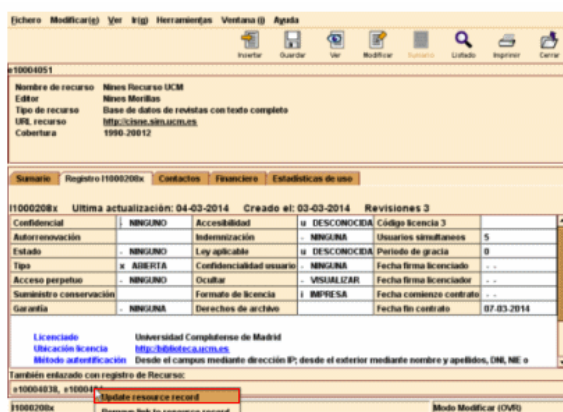 Fichero Modificar(e) Ver Ir(g) Herramientas Ventana (i) Ayuda
Insertar Guardar Ver Modificar Sumario Listado Imprimir Cerrar
e10004051
Nombre de recurso Nines Recurso UCM
Editor Nines Morillas
Tipo de recurso Base de datos de revistas con texto completo
URL recurso http://cisne.sim.ucm.es
Cobertura 1990-20012
Sumario Registro l1000208x Contactos Financiero Estadísticas de uso
l1000208x Ultima actualización: 04-03-2014 Creado el: 03-03-2014 Revisiones 3
Confidencial - NINGUNO Accesibilidad u DESCONOCIDA Código licencia 3
Autorrenovación Indemnización - NINGUNA Usuarios simultaneos 5
Estado - NINGUNO Ley aplicable u DESCONOCIDA Periodo de gracia 0
Tipo x ABIERTA Confidencialidad usuario - NINGUNA Fecha firma licenciado - -
Acceso perpetuo - NINGUNO Ocultar - VISUALIZAR Fecha firma licenciador - -
Suministro conservación Formato de licencia i IMPRESA Fecha comienzo contrato - -
Garantía - NINGUNA Derechos de archivo Fecha fin contrato 07-03-2014
Licenciado Universidad Complutense de Madrid
Ubicación licencia http://biblioteca.ucm.es
Método autentificación Desde el campus mediante dirección IP; desde el exterior mediante nombre y apellidos, DNI, NIE o
También enlazado con registro de Recurso:
e10004038, e10004
Update resource record
Remove link to resource record
l1000208x Modo Modificar (OVR)